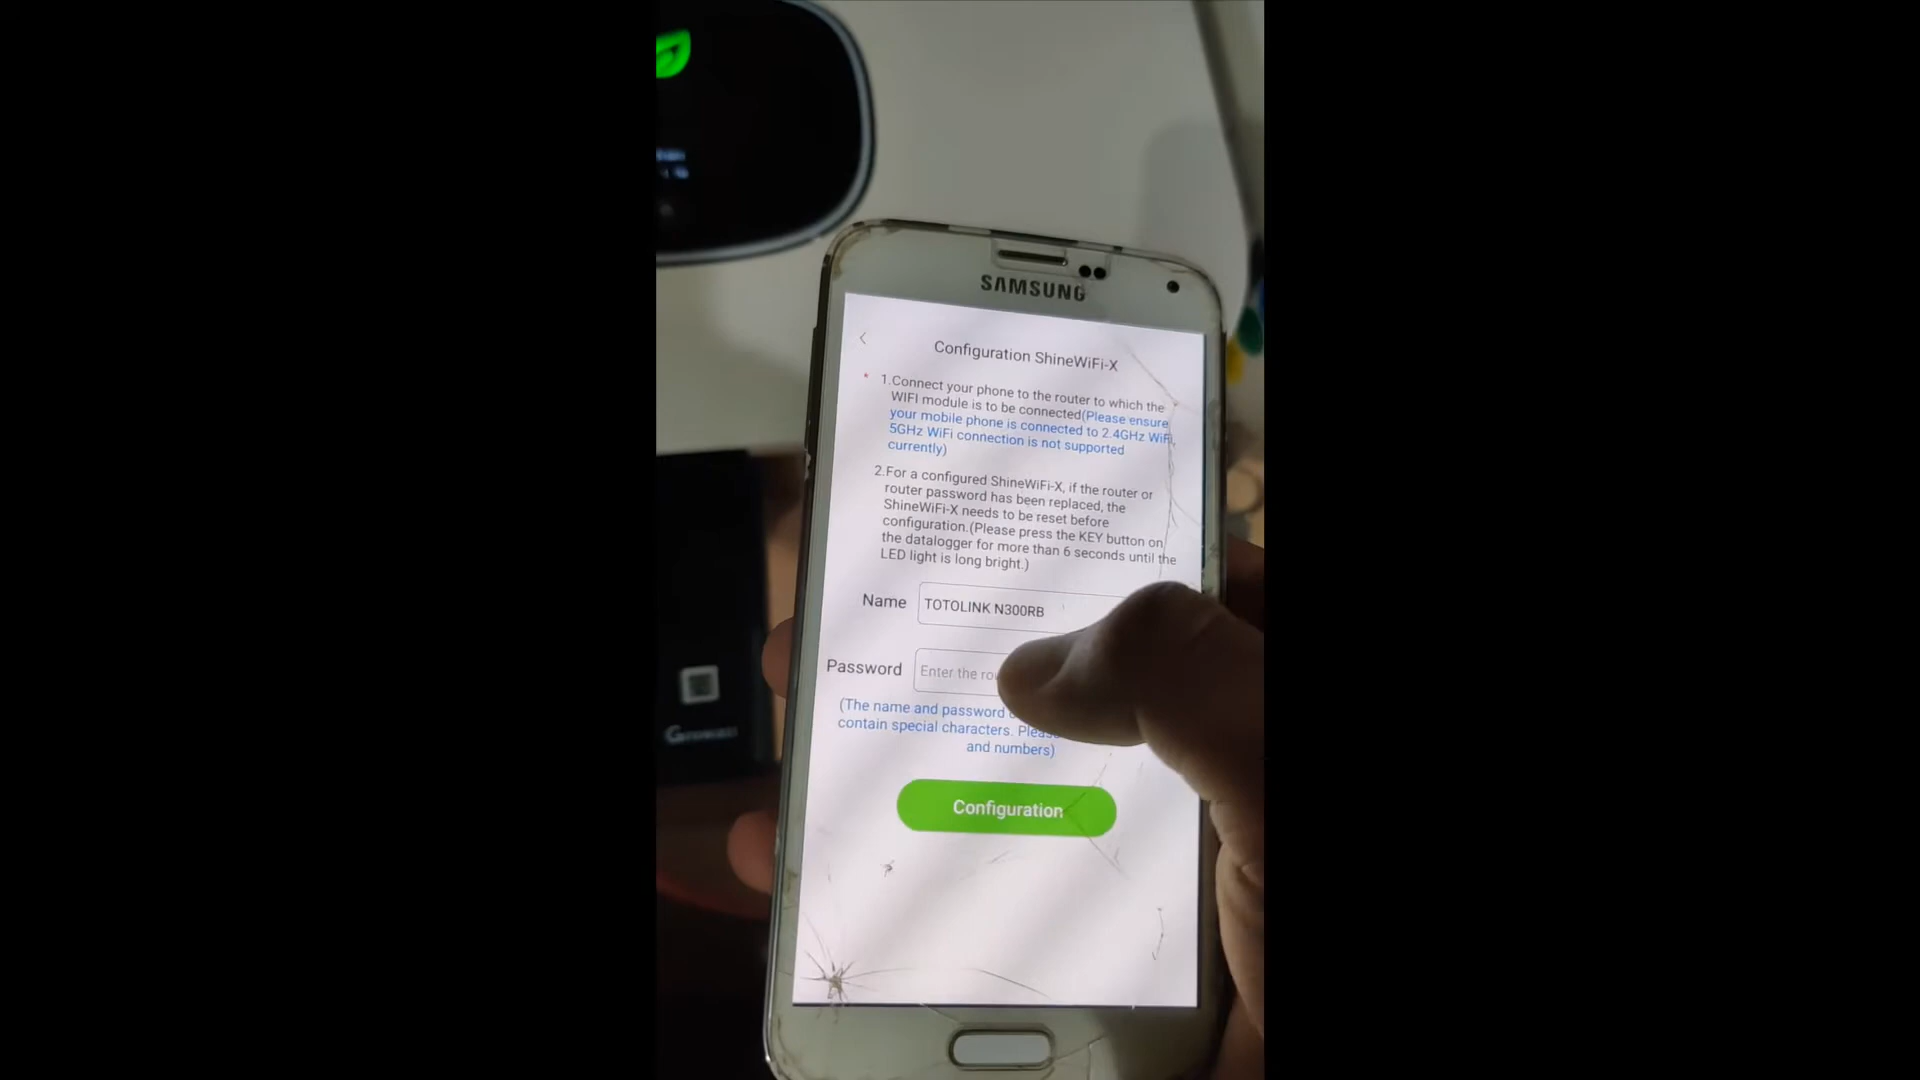 SAMSUNG
Configuration ShineWiFi-X
* 1.Connect your phone to the router to which the
WIFI module is to be connected(Please ensure
your mobile phone is connected to 2.4GHz WiFi,
5GHz WiFi connection is not supported
currently)
2.For a configured ShineWiFi-X, if the router or
router password has been replaced, the
ShineWiFi-X needs to be reset before
configuration.(Please press the KEY button on
the datalogger for more than 6 seconds until the
LED light is long bright.)
Name TOTOLINK N300RB
Password Enter the
(The name and password
contain special characters.
and numbers)
Configuration
Growatt